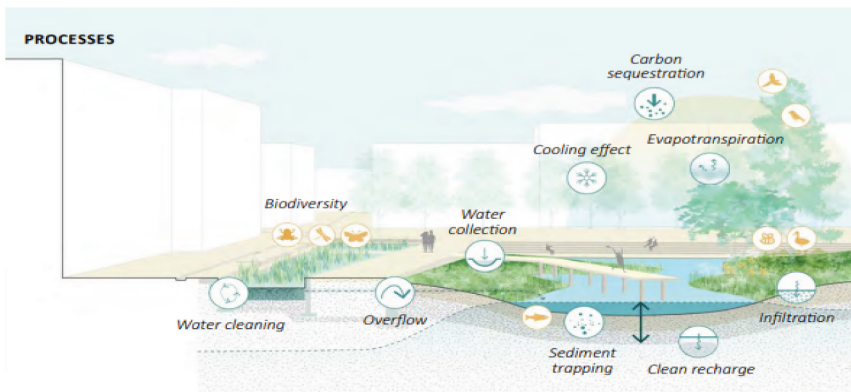 PROCESSES
Carbon
sequestration
Evapotranspiration
Cooling effect
Biodiversity
Water
collection
Water cleaning
Overflow
Infiltration
Sediment
trapping
Clean recharge